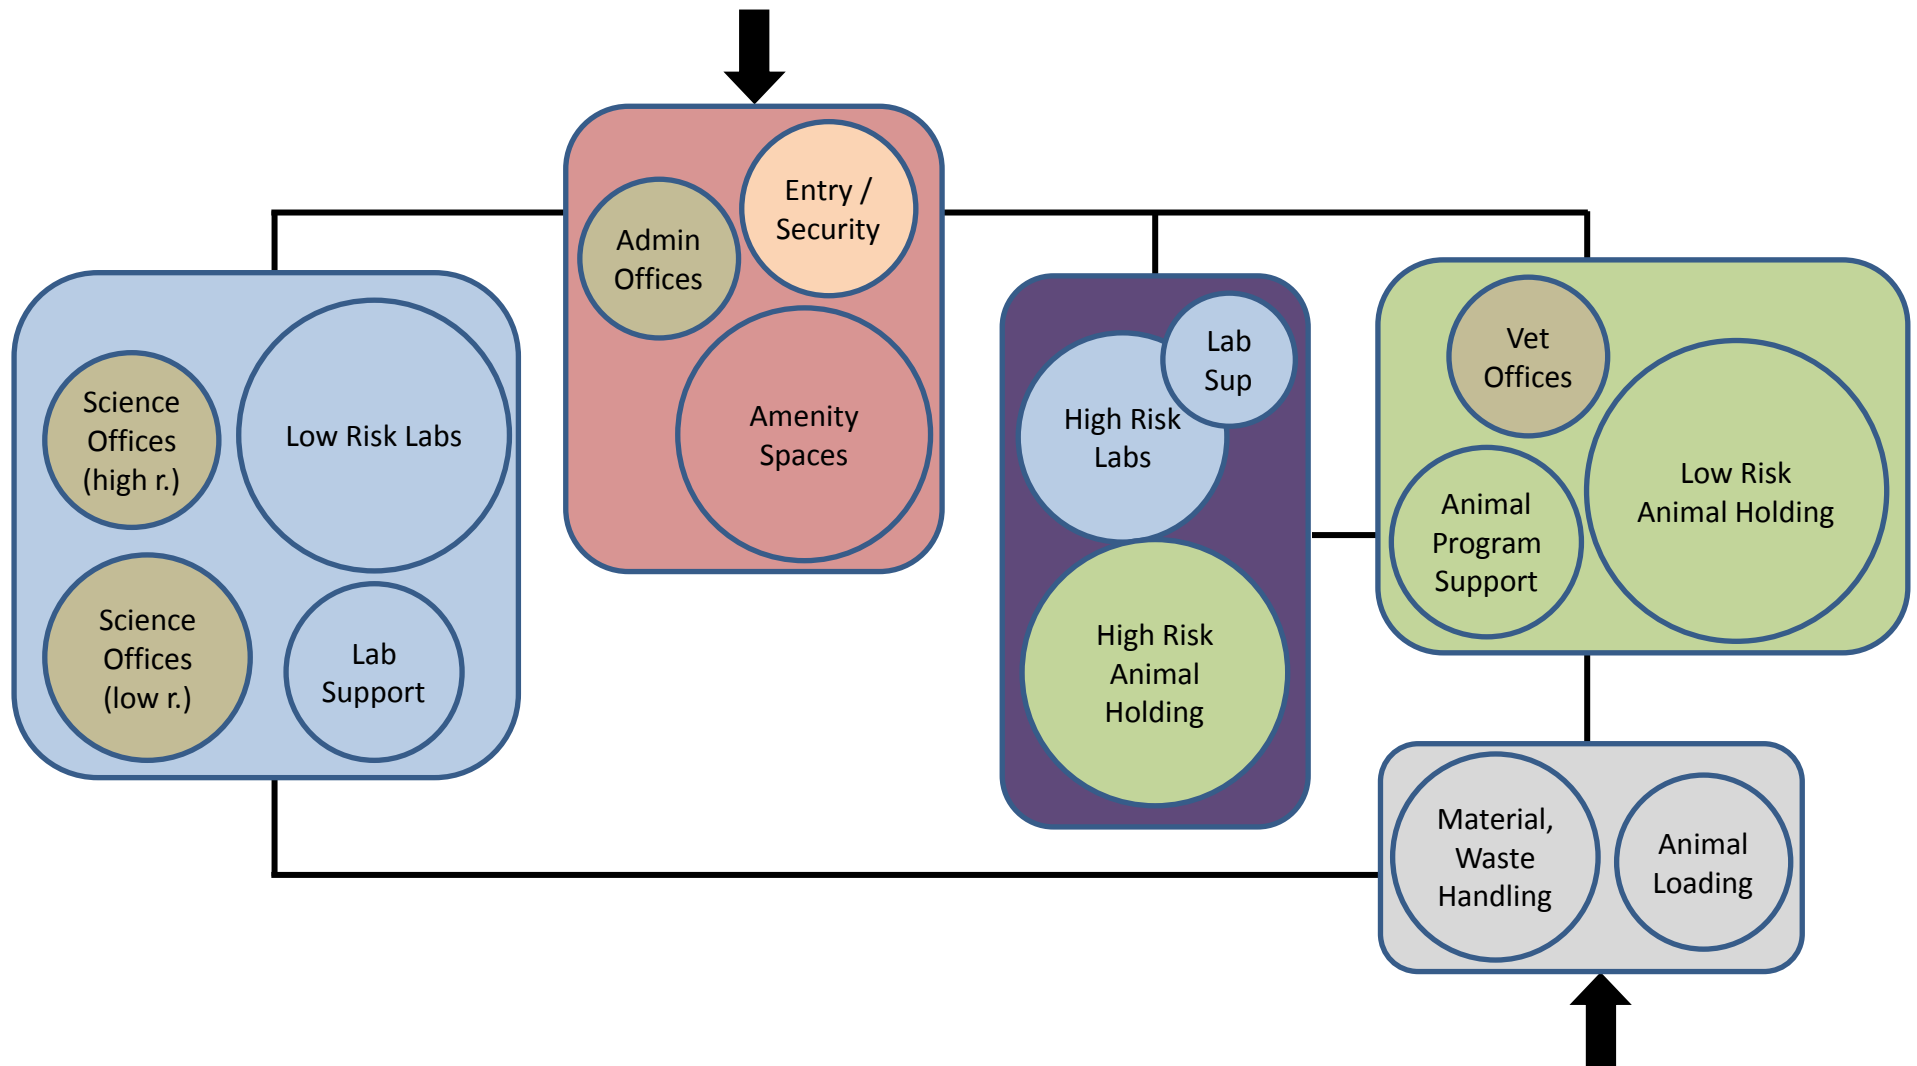 Entry /
Security
Admin
Offices
Amenity
Spaces
Science
Offices
(high r.)
Low Risk Labs
Science
Offices
(low r.)
Lab
Support
Lab
Sup
High Risk
Labs
High Risk
Animal
Holding
Vet
Offices
Animal
Program
Support
Low Risk
Animal Holding
Material,
Waste
Handling
Animal
Loading